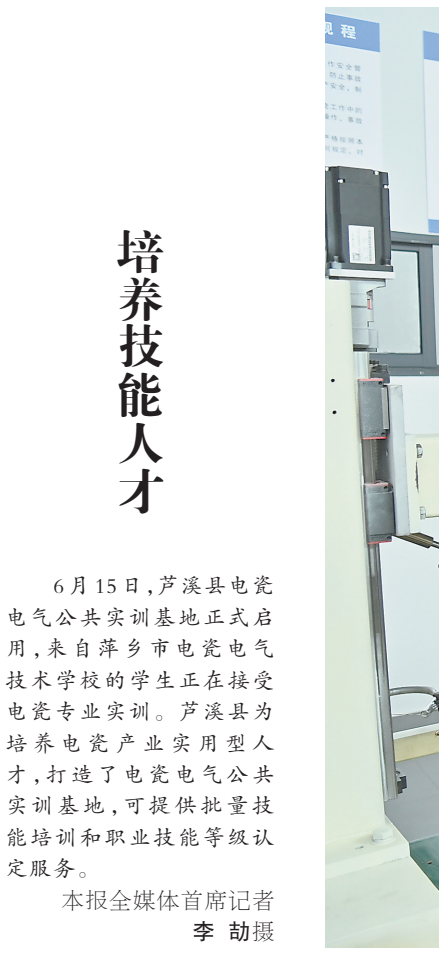 培养技能人才
6月15日,芦溪县电瓷
电气公共实训基地正式启
用,来自萍乡市电瓷电气
技术学校的学生正在接受
电瓷专业实训。芦溪县为
培养电瓷产业实用型人
才,打造了电瓷电气公共
实训基地,可提供批量技
能培训和职业技能等级认
定服务。
本报全媒体首席记者
李 劼摄
规 程